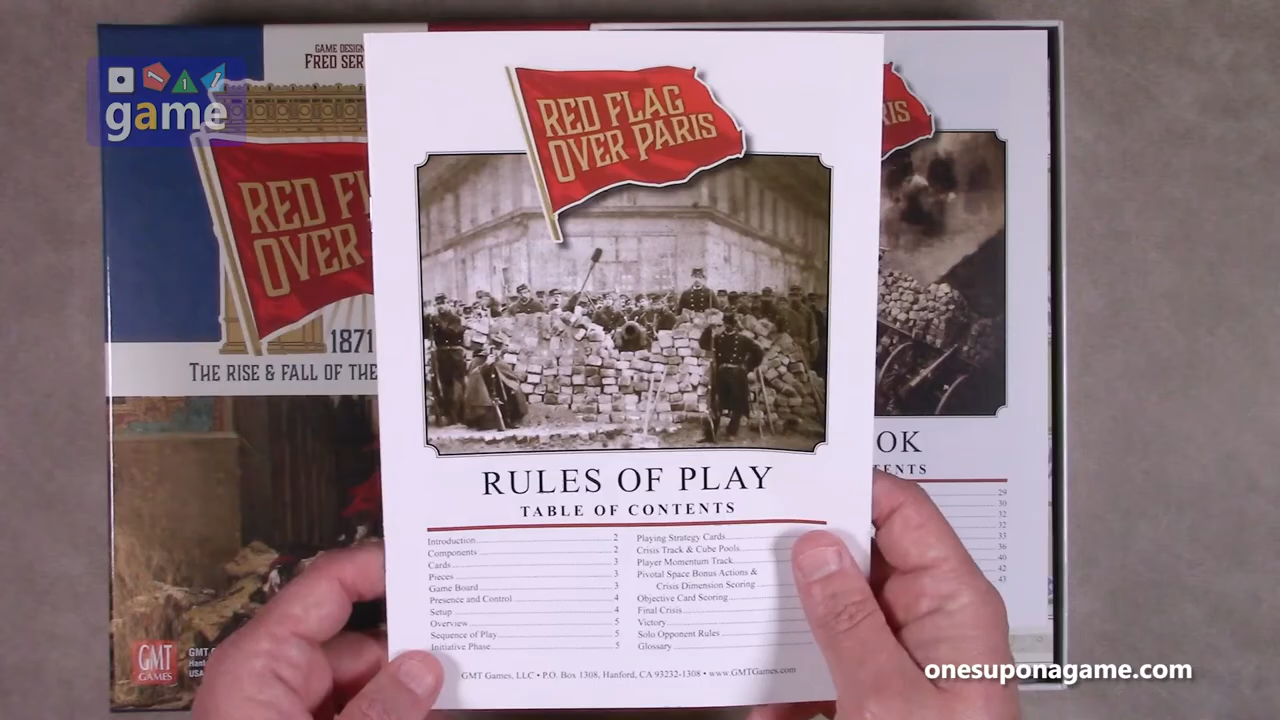 GAME DESIGN
FRED SER
game
RED FL
OVER
1871
THE RISE & FALL OF THE
GMT
GAMES
GMT
USA
RED FLAG
OVER PARIS
RULES OF PLAY
TABLE OF CONTENTS
Introduction 2
Components 2
Cards 3
Pieces 3
Game Board 3
Presence and Control 4
Setup 4
Overview 5
Sequence of Play 5
Initiative Phase 5
Playing Strategy Cards
Crisis Track & Cube Pools
Player Momentum Track
Pivotal Space Bonus Actions &
Crisis Dimension Scoring
Objective Card Scoring
Final Crisis
Victory
Solo Opponent Rules
Glossary
GMT Games, LLC • P.O. Box 1308, Hanford, CA 93232-1308 • www.GMTGames.com
RIS
OK
TENTS
29
30
32
32
33
36
40
42
43
onesuponagame.com